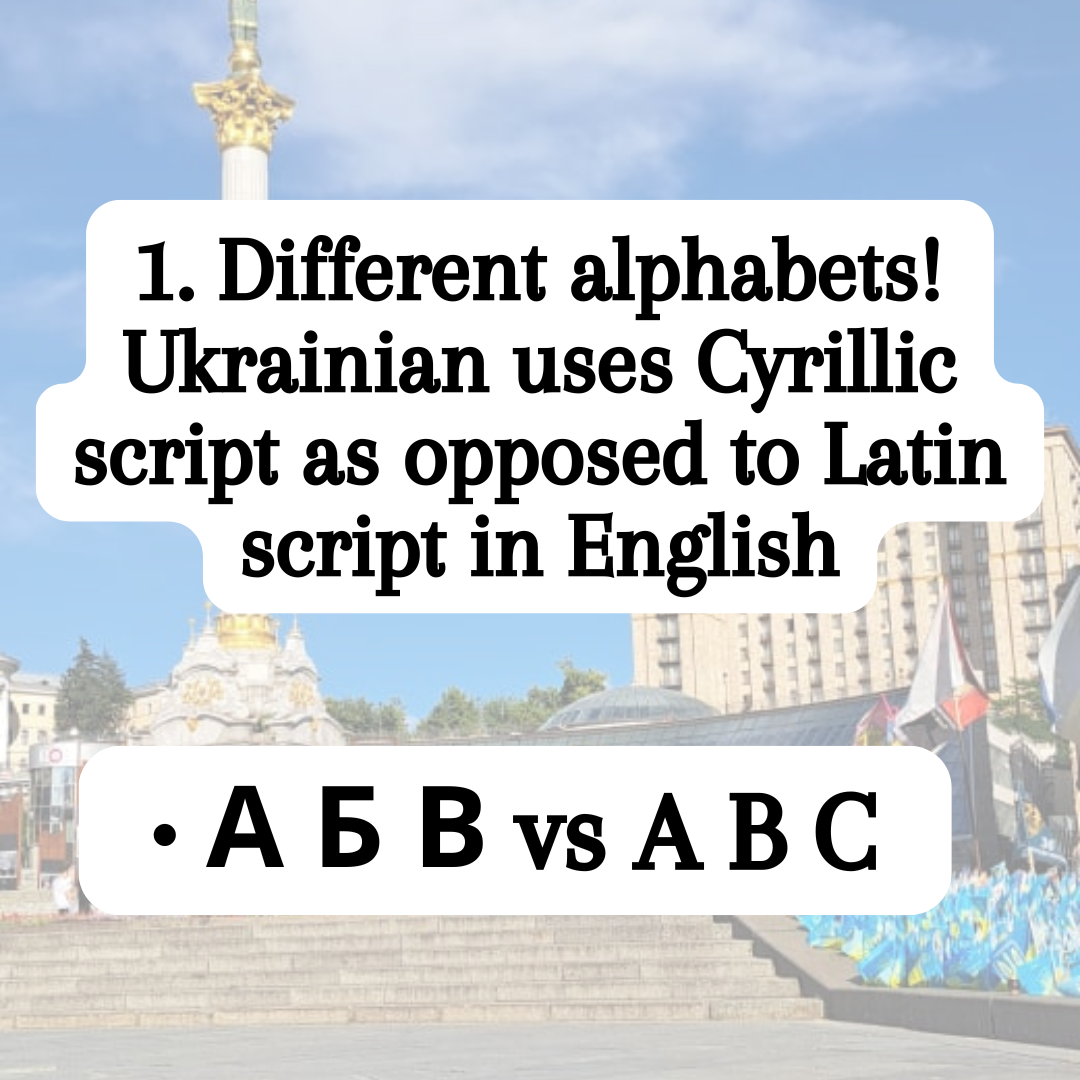 1. Different alphabets!
Ukrainian uses Cyrillic
script as opposed to Latin
script in English
• А Б В vs A B C